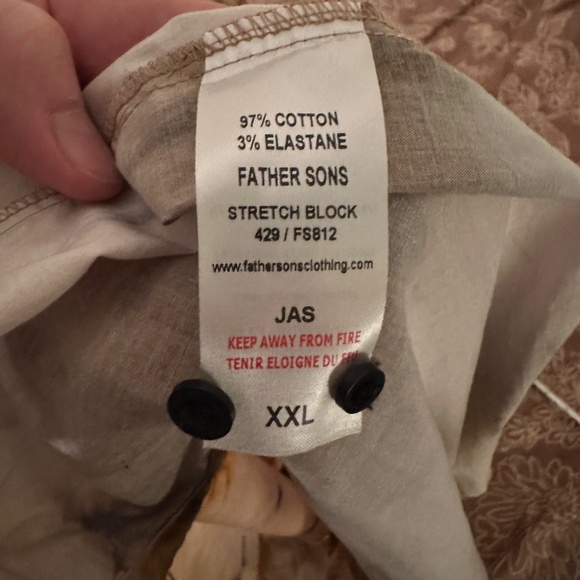 97% COTTON
3% ELASTANE
FATHER SONS
STRETCH BLOCK
429 / FS812
www.fathersonsclothing.com
JAS
KEEP AWAY FROM FIRE
TENIR ELOIGNE DU
XXL